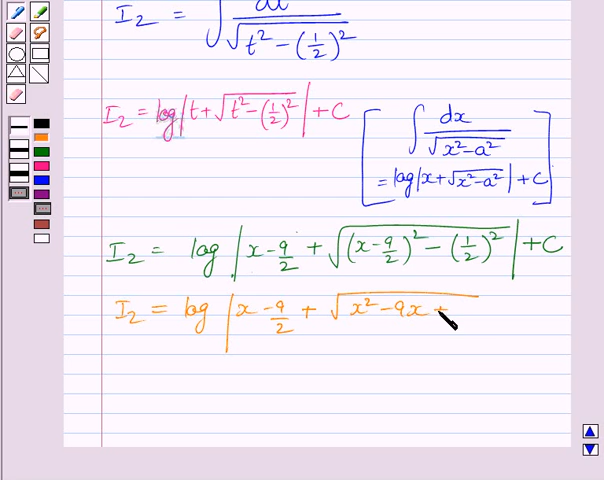 I₂ = ∫ dt / √(t² − (1/2)²)
I₂ = log|t + √(t² − (1/2)²)| + C
[∫ dx / √(x² − a²)
= log|x + √(x² − a²)| + C]
I₂ = log|x − 9/2 + √((x − 9/2)² − (1/2)²)| + C
I₂ = log|x − 9/2 + √(x² − 9x +